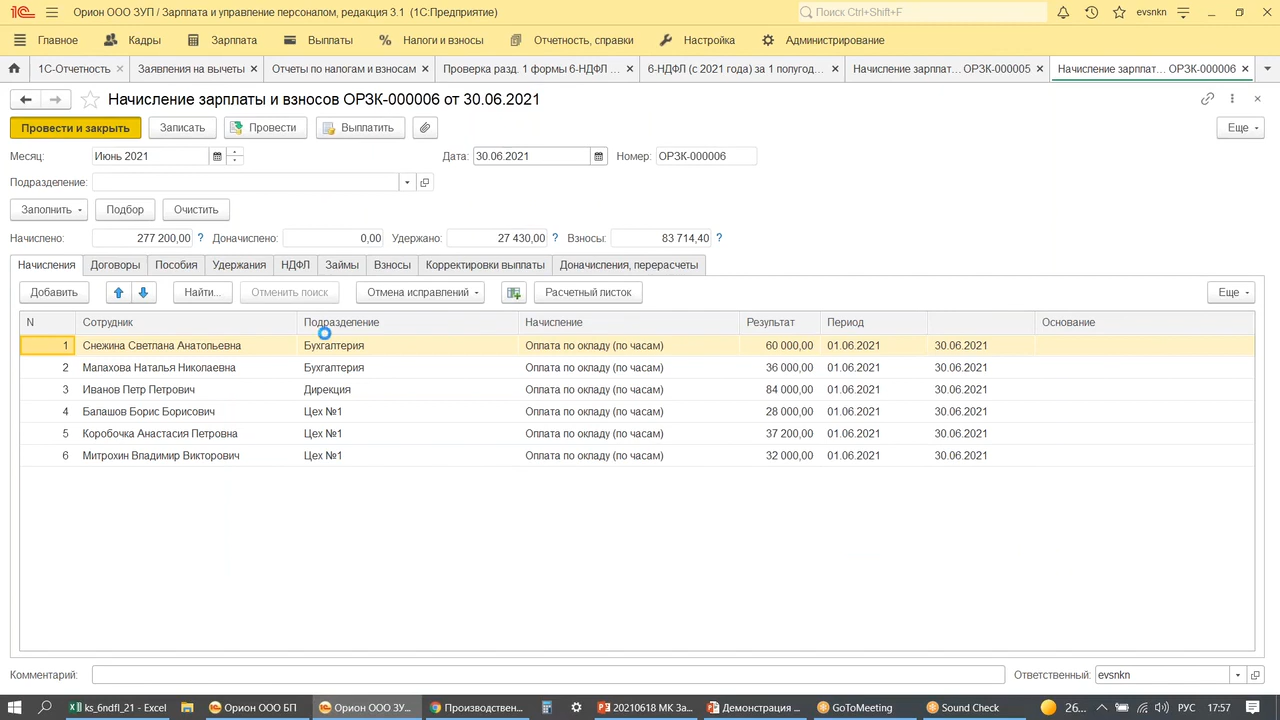 Орион ООО ЗУП / Зарплата и управление персоналом, редакция 3.1 (1С:Предприятие)
Поиск Ctrl+Shift+F
evsnkn
Главное Кадры Зарплата Выплаты Налоги и взносы Отчетность, справки Настройка Администрирование
1С-Отчетность Заявления на вычеты Отчеты по налогам и взносам Проверка разд. 1 формы 6-НДФЛ ... 6-НДФЛ (с 2021 года) за 1 полугод... Начисление зарплат... ОРЗК-000005 Начисление зарплат... ОРЗК-000006
Начисление зарплаты и взносов ОРЗК-000006 от 30.06.2021
Провести и закрыть Записать Провести Выплатить Еще
Месяц: Июнь 2021 Дата: 30.06.2021 Номер: ОРЗК-000006
Подразделение:
Заполнить Подбор Очистить
Начислено: 277 200,00 ? Доначислено: 0,00 Удержано: 27 430,00 ? Взносы: 83 714,40 ?
Начисления Договоры Пособия Удержания НДФЛ Займы Взносы Корректировки выплаты Доначисления, перерасчеты
Добавить Найти... Отменить поиск Отмена исправлений Расчетный листок Еще
N Сотрудник Подразделение Начисление Результат Период Основание
1 Снежина Светлана Анатольевна Бухгалтерия Оплата по окладу (по часам) 60 000,00 01.06.2021 30.06.2021
2 Малахова Наталья Николаевна Бухгалтерия Оплата по окладу (по часам) 36 000,00 01.06.2021 30.06.2021
3 Иванов Петр Петрович Дирекция Оплата по окладу (по часам) 84 000,00 01.06.2021 30.06.2021
4 Балашов Борис Борисович Цех №1 Оплата по окладу (по часам) 28 000,00 01.06.2021 30.06.2021
5 Коробочка Анастасия Петровна Цех №1 Оплата по окладу (по часам) 37 200,00 01.06.2021 30.06.2021
6 Митрохин Владимир Викторович Цех №1 Оплата по окладу (по часам) 32 000,00 01.06.2021 30.06.2021
Комментарий: Ответственный: evsnkn
ks_6ndfl_21 - Excel Орион ООО БП Орион ООО ЗУ... Производственн... 20210618 МК За... Демонстрация ... GoToMeeting Sound Check 26... РУС 17:57